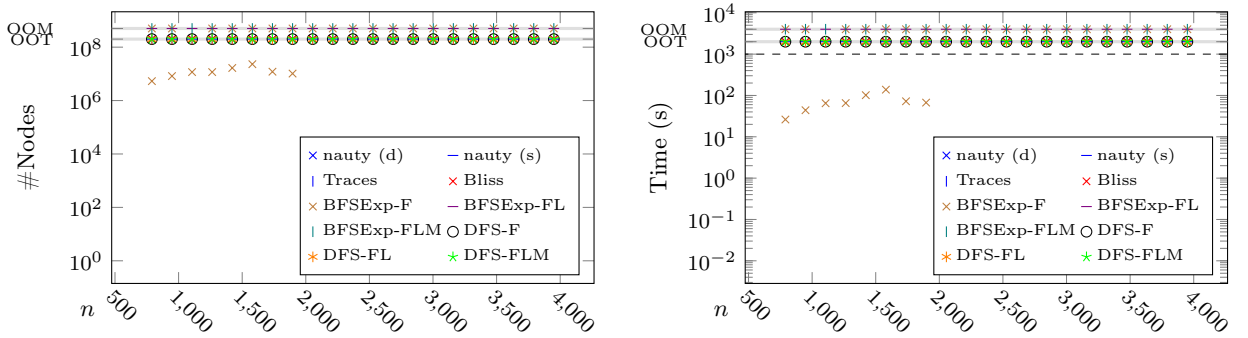 OOM
OOT
10^8
10^6
10^4
10^2
10^0
#Nodes
nauty (d)
nauty (s)
Traces
Bliss
BFSExp-F
BFSExp-FL
BFSExp-FLM
DFS-F
DFS-FL
DFS-FLM
n
500
1,000
1,500
2,000
2,500
3,000
3,500
4,000
10^4
OOM
OOT
10^3
10^2
10^1
10^0
10^−1
10^−2
Time (s)
nauty (d)
nauty (s)
Traces
Bliss
BFSExp-F
BFSExp-FL
BFSExp-FLM
DFS-F
DFS-FL
DFS-FLM
n
500
1,000
1,500
2,000
2,500
3,000
3,500
4,000